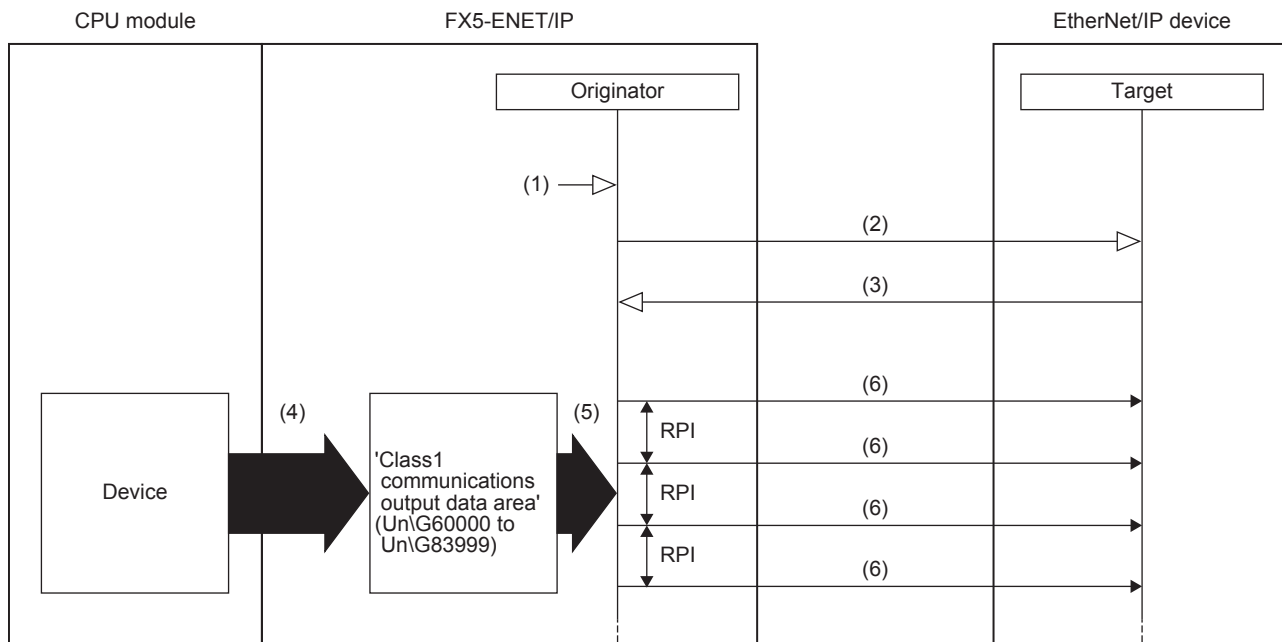 CPU module
FX5-ENET/IP
EtherNet/IP device
Originator
Target
(1)
(2)
(3)
(4)
(5)
(6)
RPI
(6)
RPI
(6)
RPI
(6)
Device
'Class1
communications
output data area'
(Un\G60000 to
Un\G83999)